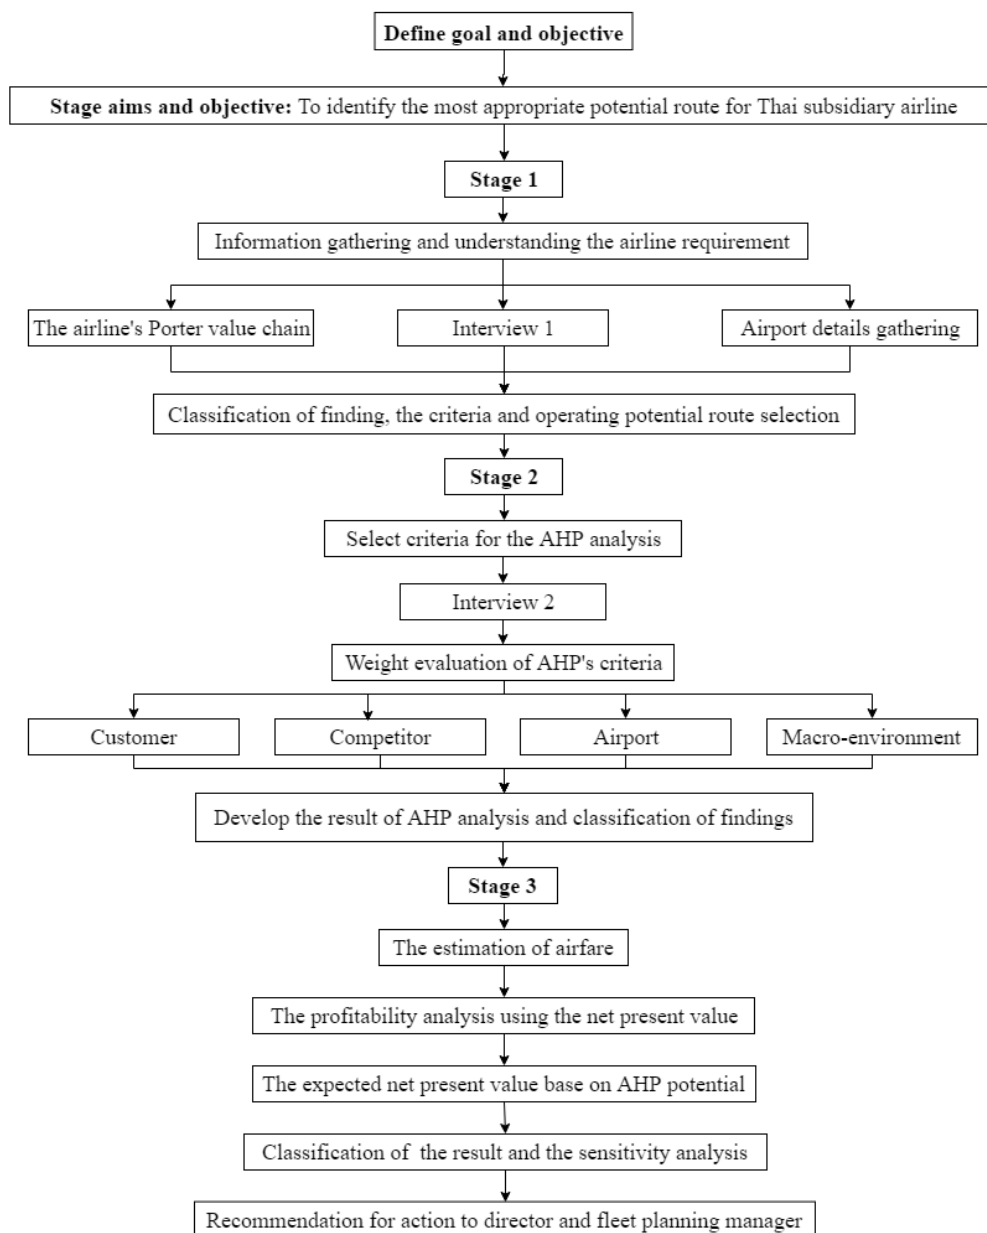 Define goal and objective
Stage aims and objective: To identify the most appropriate potential route for Thai subsidiary airline
Stage 1
Information gathering and understanding the airline requirement
The airline's Porter value chain
Interview 1
Airport details gathering
Classification of finding, the criteria and operating potential route selection
Stage 2
Select criteria for the AHP analysis
Interview 2
Weight evaluation of AHP's criteria
Customer
Competitor
Airport
Macro-environment
Develop the result of AHP analysis and classification of findings
Stage 3
The estimation of airfare
The profitability analysis using the net present value
The expected net present value base on AHP potential
Classification of the result and the sensitivity analysis
Recommendation for action to director and fleet planning manager